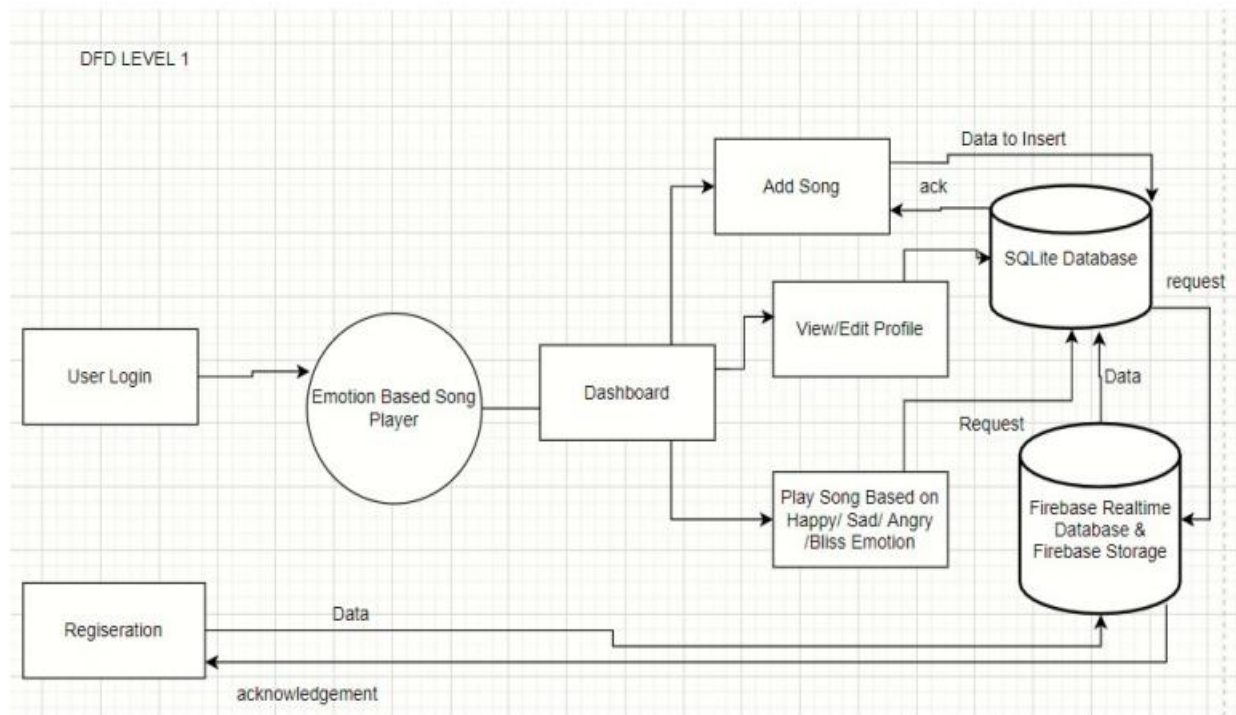 DFD LEVEL 1
Data to Insert
Add Song
ack
SQLite Database
request
View/Edit Profile
User Login
Emotion Based Song
Player
Dashboard
Data
Request
Play Song Based on
Happy/ Sad/ Angry
/Bliss Emotion
Firebase Realtime
Database &
Firebase Storage
Regiseration
Data
acknowledgement